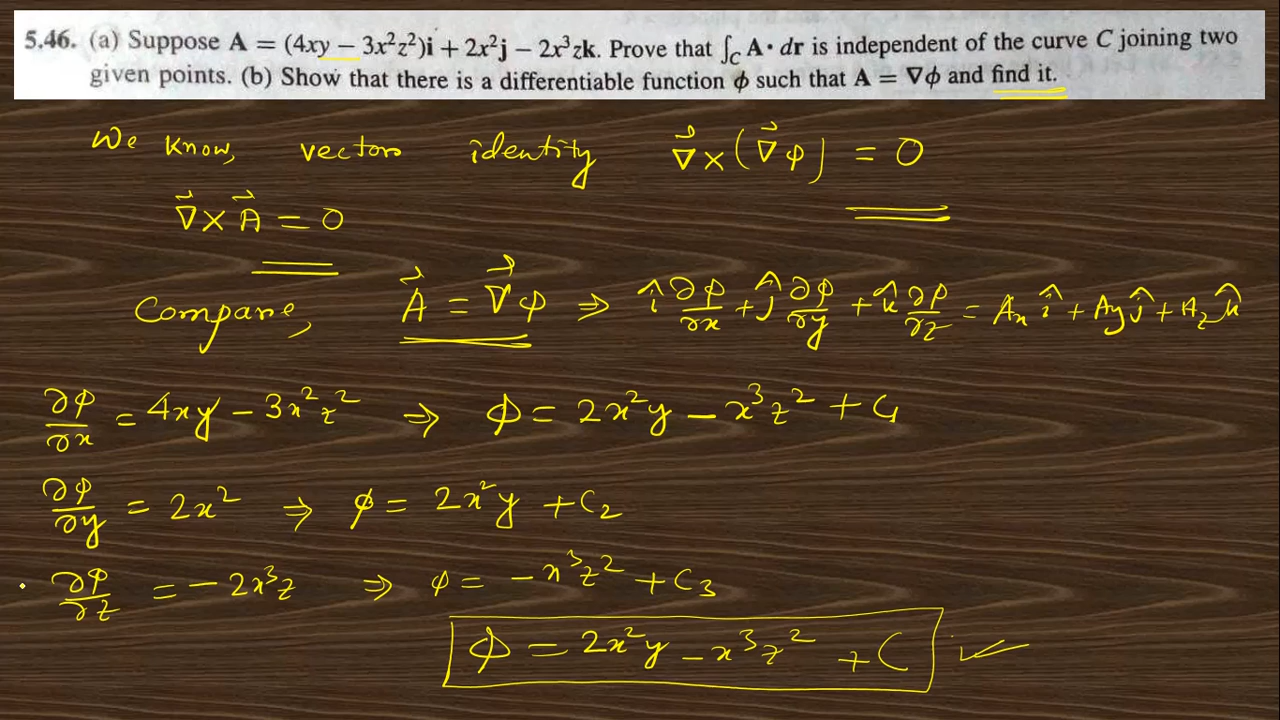 5.46. (a) Suppose A = (4xy − 3x²z²)i + 2x²j − 2x³zk. Prove that ∫_C A · dr is independent of the curve C joining two
given points. (b) Show that there is a differentiable function ϕ such that A = ∇ϕ and find it.
We know, vectors identity ∇⃗ × (∇⃗ ϕ) = 0
∇⃗ × A⃗ = 0
Compare, A⃗ = ∇⃗ϕ ⇒ î ∂ϕ/∂x + ĵ ∂ϕ/∂y + k̂ ∂ϕ/∂z = Aₓ î + Ay ĵ + Az k̂
∂ϕ/∂x = 4xy − 3x²z² ⇒ ϕ = 2x²y − x³z² + C₁
∂ϕ/∂y = 2x² ⇒ ϕ = 2x²y + C₂
∂ϕ/∂z = − 2x³z ⇒ ϕ = − x³z² + C₃
ϕ = 2x²y − x³z² + C